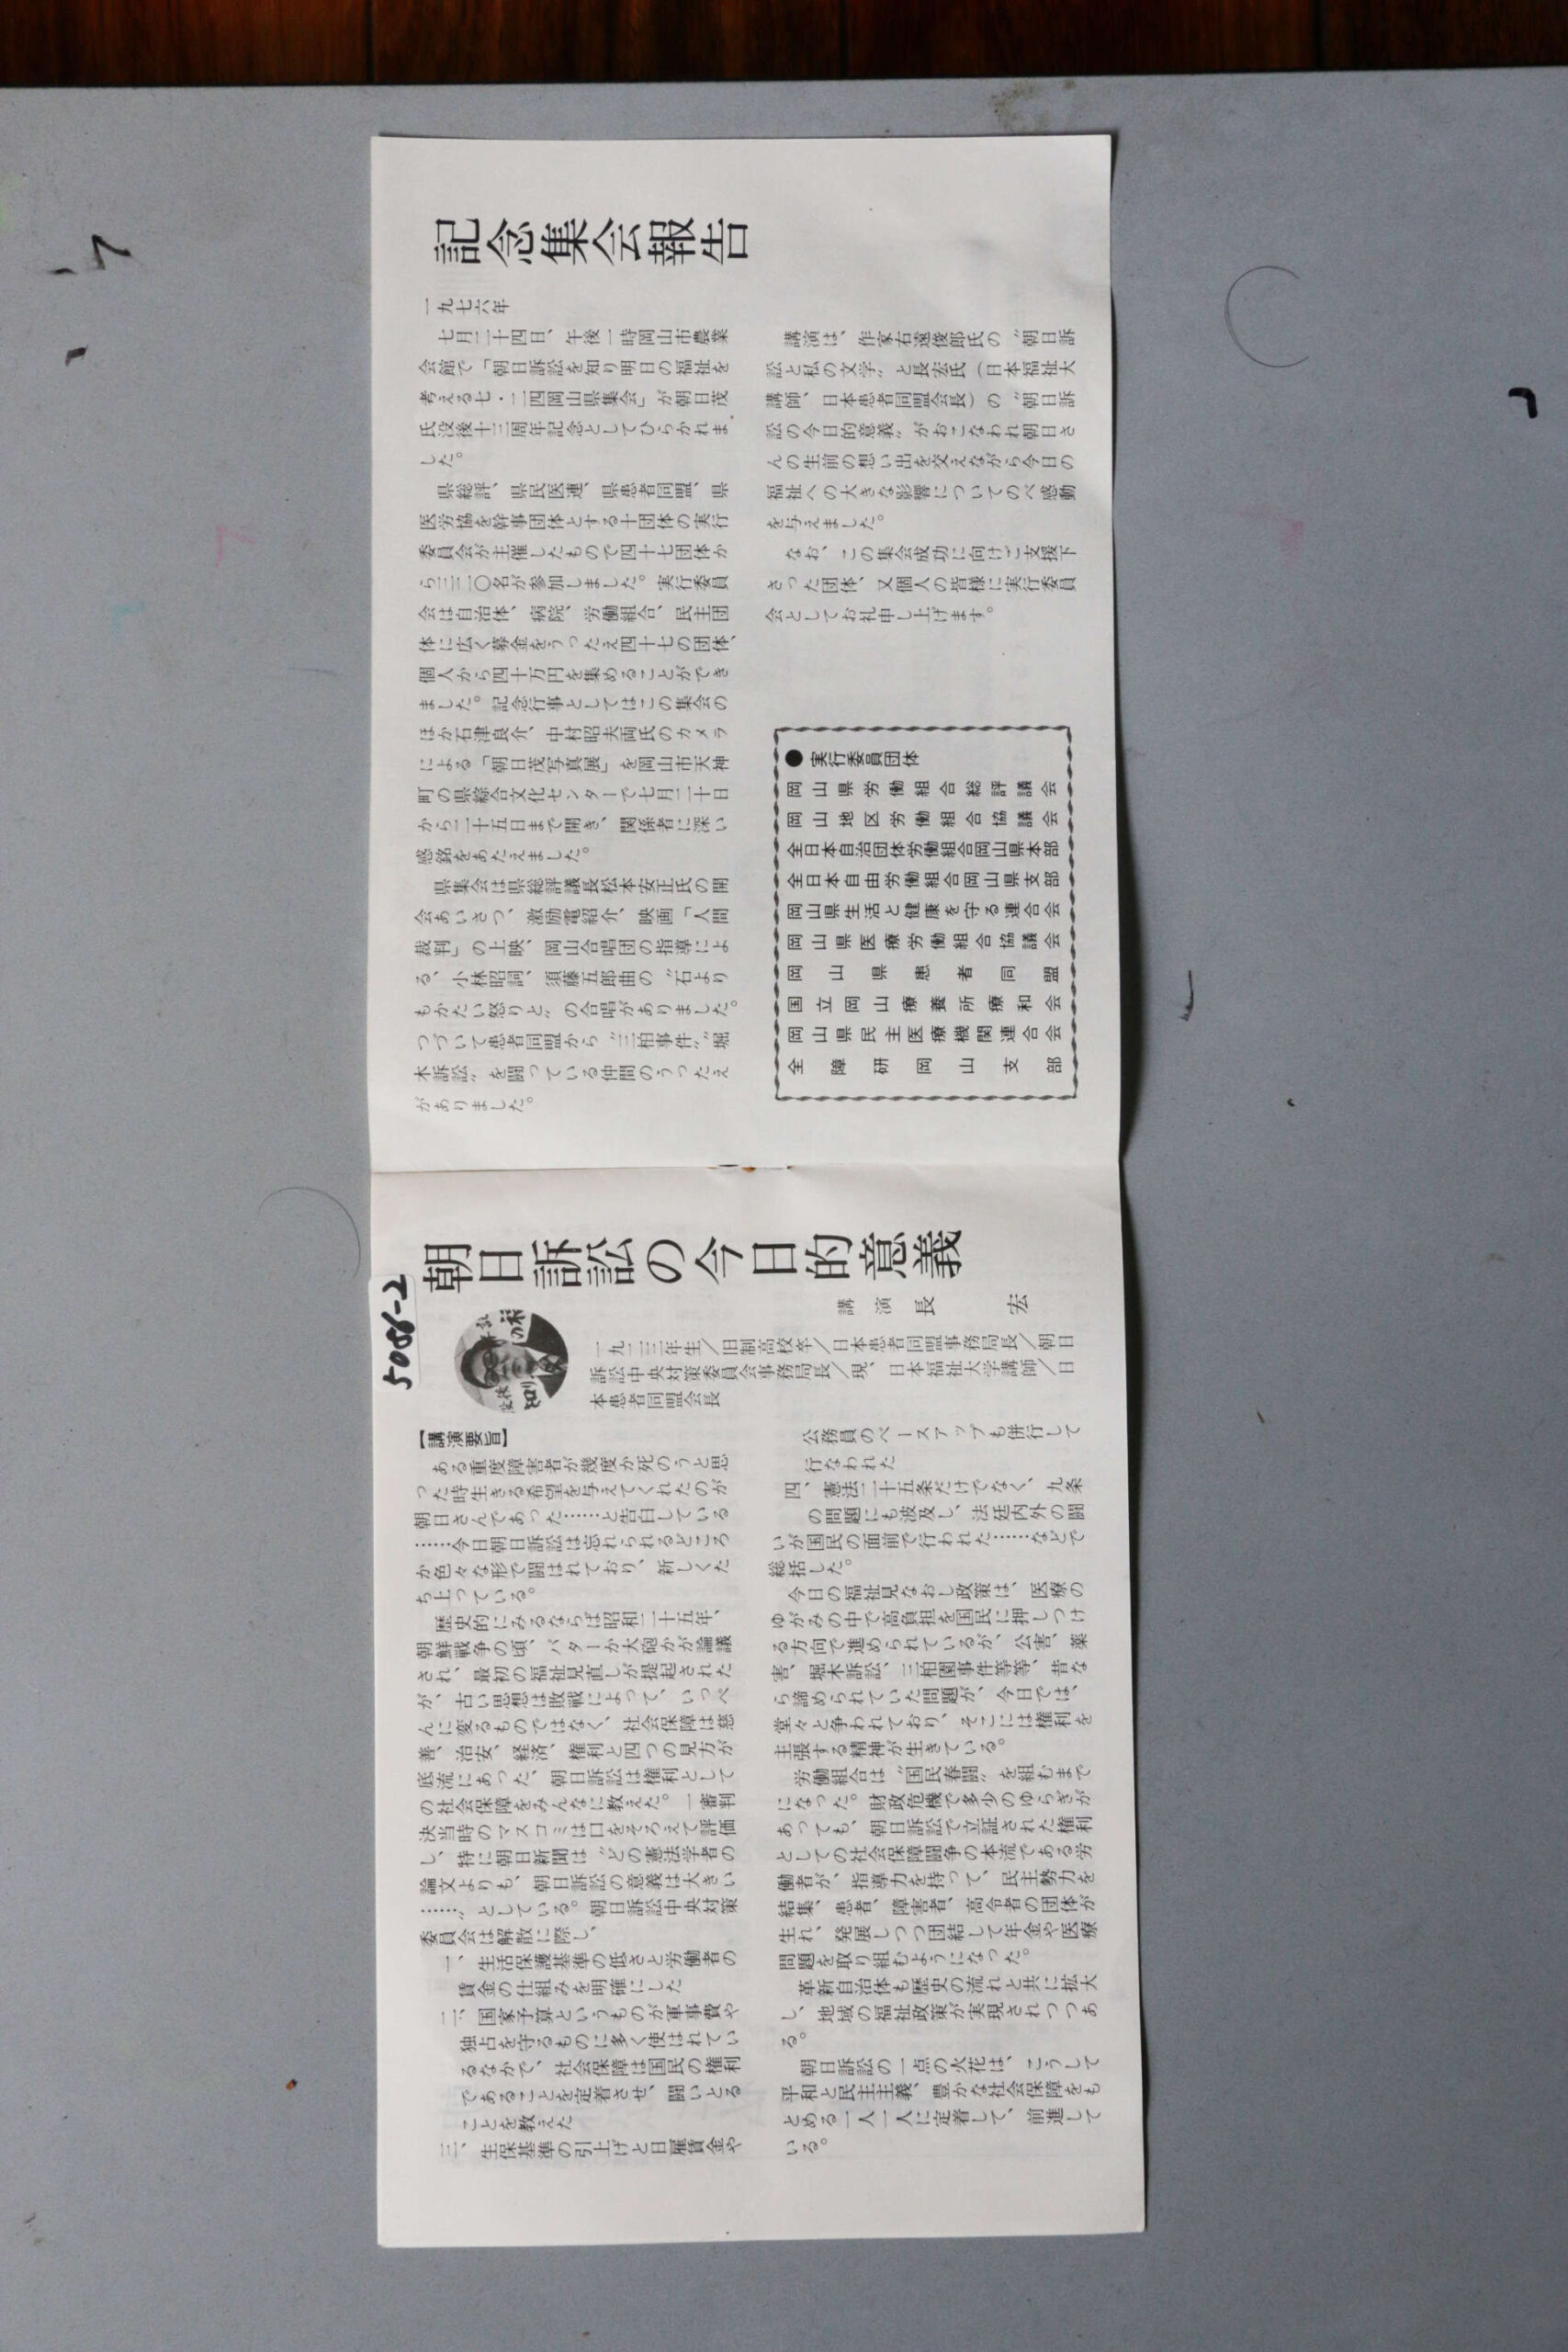 記念集会報告
一九七六年
七月二十四日、午後一時岡山市農業
会館で「朝日訴訟を知り明日の福祉を
考える七・二四岡山県集会」が朝日茂
氏没後十三周年記念としてひらかれま
した。
県総評、県民医連、県患者同盟、県
医労協を幹事団体とする十団体の実行
委員会が主催したもので四十七団体か
ら三二〇名が参加しました。実行委員
会は自治体、病院、労働組合、民主団
体に広く募金をうったえ四十七の団体、
個人から四十万円を集めることができ
ました。記念行事としてはこの集会の
ほか石津良介、中村昭夫両氏のカメラ
による「朝日茂写真展」を岡山市天神
町の県綜合文化センターで七月二十日
から二十五日まで開き、関係者に深い
感銘をあたえました。
県集会は県総評議長松本安正氏の開
会あいさつ、激励電紹介、映画「人間
裁判」の上映、岡山合唱団の指導によ
る、小林昭詞、須藤五郎曲の〝石より
もかたい怒りと〟の合唱がありました。
つづいて患者同盟から〝三柏事件〟〝堀
木訴訟〟を闘っている仲間のうったえ
がありました。
講演は、作家右遠俊郎氏の〝朝日訴
訟と私の文学〟と長宏氏（日本福祉大
講師、日本患者同盟会長）の〝朝日訴
訟の今日的意義〟がおこなわれ朝日さ
んの生前の想い出を交えながら今日の
福祉への大きな影響についてのべ感動
を与えました。
なお、この集会成功に向けご支援下
さった団体、又個人の皆様に実行委員
会としてお礼申し上げます。
●実行委員団体
岡山県労働組合総評議会
岡山地区労働組合協議会
全日本自治団体労働組合岡山県本部
全日本自由労働組合岡山県支部
岡山県生活と健康を守る連合会
岡山県医療労働組合協議会
岡山県患者同盟
国立岡山療養所療和会
岡山県民主医療機関連合会
全障研岡山支部
5086-2
朝日訴訟の今日的意義
講演 長 宏
一九二三年生／旧制高校卒／日本患者同盟事務局長／朝日
訴訟中央対策委員会事務局長／現、日本福祉大学講師／日
本患者同盟会長
【講演要旨】
ある重度障害者が幾度か死のうと思
った時生きる希望を与えてくれたのが
朝日さんであった……と告白している
……今日朝日訴訟は忘れられるどころ
か色々な形で闘はれており、新しくた
ち上っている。
歴史的にみるならば昭和二十五年、
朝鮮戦争の頃、バターか大砲かが論議
され、最初の福祉見直しが提起された
が、古い思想は敗戦によって、いっぺ
んに変るものではなく、社会保障は慈
善、治安、経済、権利と四つの見方が
底流にあった、朝日訴訟は権利として
の社会保障をみんなに教えた。一審判
決当時のマスコミは口をそろえて評価
し、特に朝日新聞は〝どの憲法学者の
論文よりも、朝日訴訟の意義は大きい
……〟としている。朝日訴訟中央対策
委員会は解散に際し、
一、生活保護基準の低さと労働者の
賃金の仕組みを明確にした
二、国家予算というものが軍事費や
独占を守るものに多く使はれてい
るなかで、社会保障は国民の権利
であることを定着させ、闘いとる
ことを教えた
三、生保基準の引上げと日雇賃金や
公務員のベースアップも併行して
行なわれた
四、憲法二十五条だけでなく、九条
の問題にも波及し、法廷内外の闘
いが国民の面前で行われた……などで
総括した。
今日の福祉見なおし政策は、医療の
ゆがみの中で高負担を国民に押しつけ
る方向で進められているが、公害、薬
害、堀木訴訟、三柏園事件等等、昔な
ら諦められていた問題が、今日では、
堂々と争われており、そこには権利を
主張する精神が生きている。
労働組合は〝国民春闘〟を組むまで
になった。財政危機で多少のゆらぎが
あっても、朝日訴訟で立証された権利
としての社会保障闘争の本流である労
働者が、指導力を持って、民主勢力を
結集、患者、障害者、高令者の団体が
生れ、発展しつつ団結して年金や医療
問題を取り組むようになった。
革新自治体も歴史の流れと共に拡大
し、地域の福祉政策が実現されつつあ
る。
朝日訴訟の一点の火花は、こうして
平和と民主主義、豊かな社会保障をも
とめる一人一人に定着して、前進して
いる。